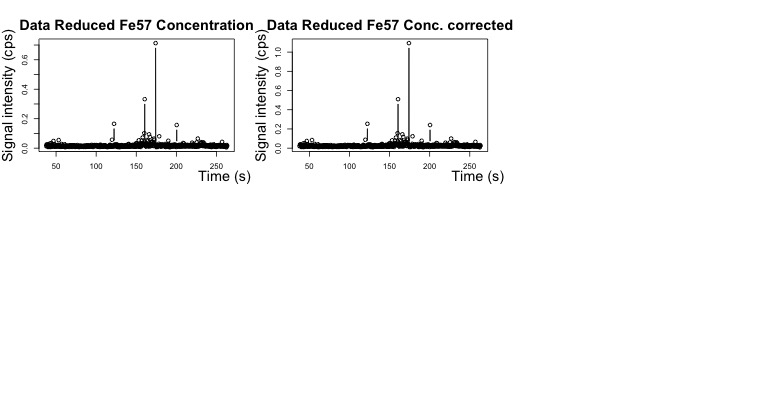 Data Reduced Fe57 Concentration
Signal intensity (cps)
0.0 0.2 0.4 0.6
50 100 150 200 250
Time (s)
Data Reduced Fe57 Conc. corrected
Signal intensity (cps)
0.0 0.2 0.4 0.6 0.8 1.0
50 100 150 200 250
Time (s)